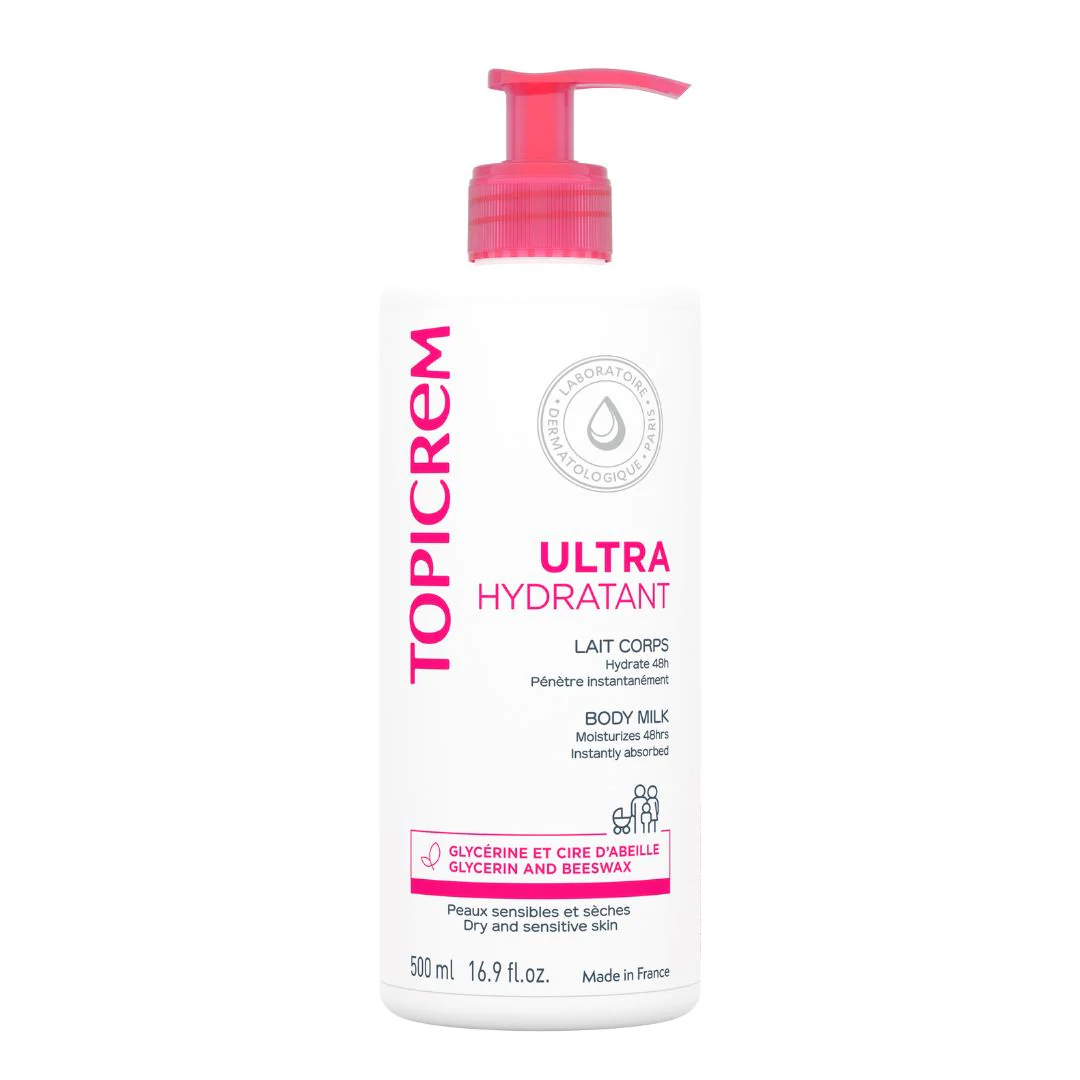 TOPICREM
LABORATOIRE
DERMATOLOGIQUE • PARIS
ULTRA
HYDRATANT
LAIT CORPS
Hydrate 48h
Pénètre instantanément
BODY MILK
Moisturizes 48hrs
Instantly absorbed
GLYCÉRINE ET CIRE D'ABEILLE
GLYCERIN AND BEESWAX
Peaux sensibles et sèches
Dry and sensitive skin
500 ml 16.9 fl.oz. Made in France